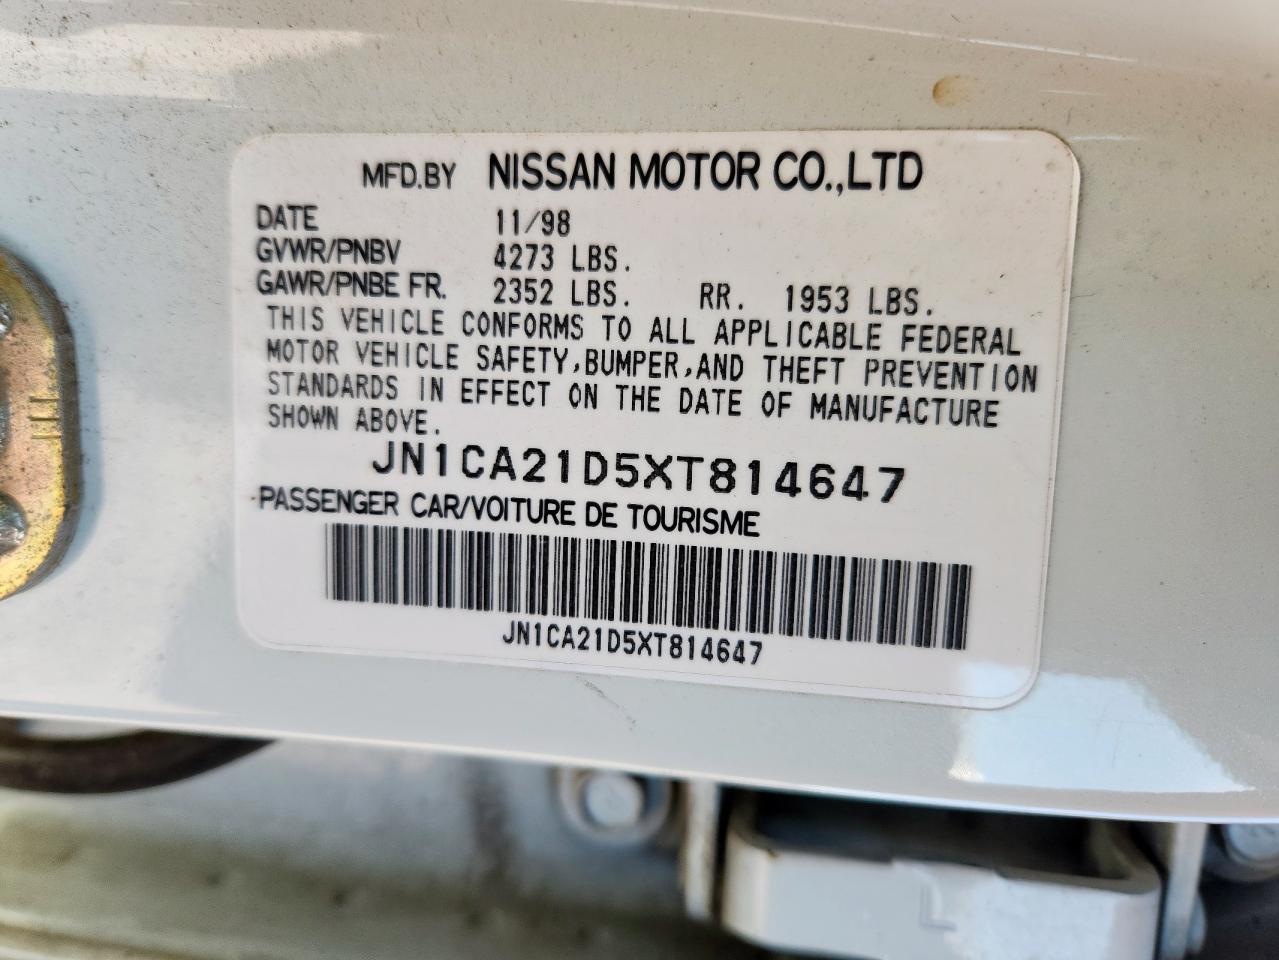 MFD.BY NISSAN MOTOR CO.,LTD
DATE 11/98
GVWR/PNBV 4273 LBS.
GAWR/PNBE FR. 2352 LBS. RR. 1953 LBS.
THIS VEHICLE CONFORMS TO ALL APPLICABLE FEDERAL
MOTOR VEHICLE SAFETY,BUMPER,AND THEFT PREVENTION
STANDARDS IN EFFECT ON THE DATE OF MANUFACTURE
SHOWN ABOVE.
JN1CA21D5XT814647
PASSENGER CAR/VOITURE DE TOURISME
JN1CA21D5XT814647